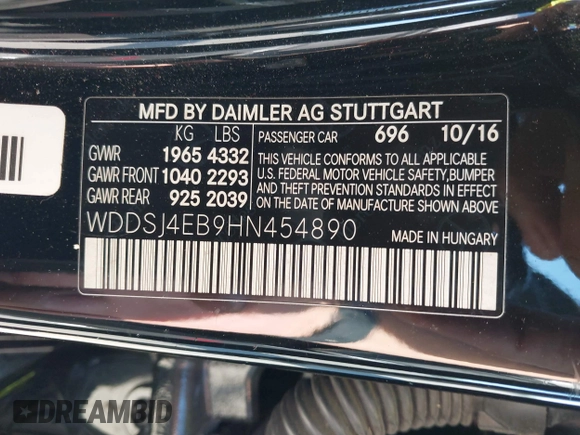 MFD BY DAIMLER AG STUTTGART
KG LBS PASSENGER CAR 696 10/16
GWR 1965 4332
GAWR FRONT 1040 2293
GAWR REAR 925 2039
THIS VEHICLE CONFORMS TO ALL APPLICABLE
U.S. FEDERAL MOTOR VEHICLE SAFETY,BUMPER
AND THEFT PREVENTION STANDARDS IN EFFECT
ON THE DATE OF MANUFACTURE SHOWN ABOVE.
WDDSJ4EB9HN454890 MADE IN HUNGARY
DREAMBID